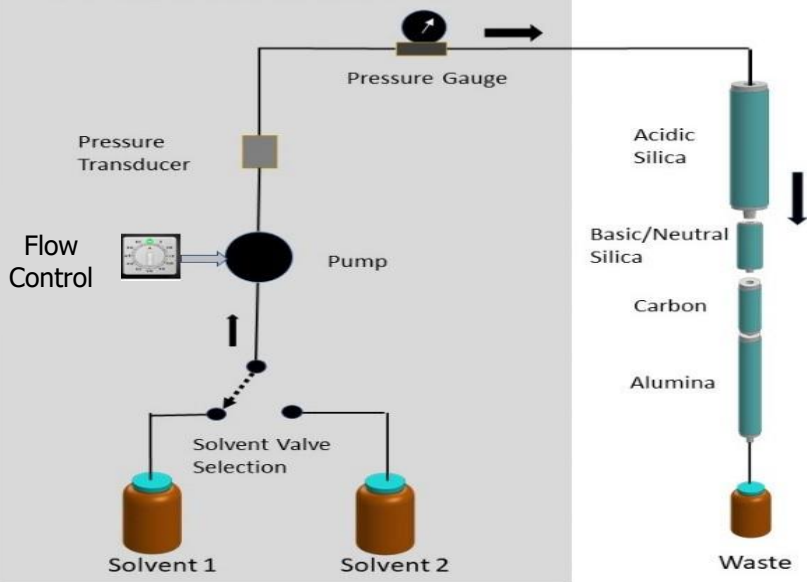 Pressure Gauge
Pressure
Transducer
Flow
Control
Pump
Solvent Valve
Selection
Solvent 1
Solvent 2
Acidic
Silica
Basic/Neutral
Silica
Carbon
Alumina
Waste